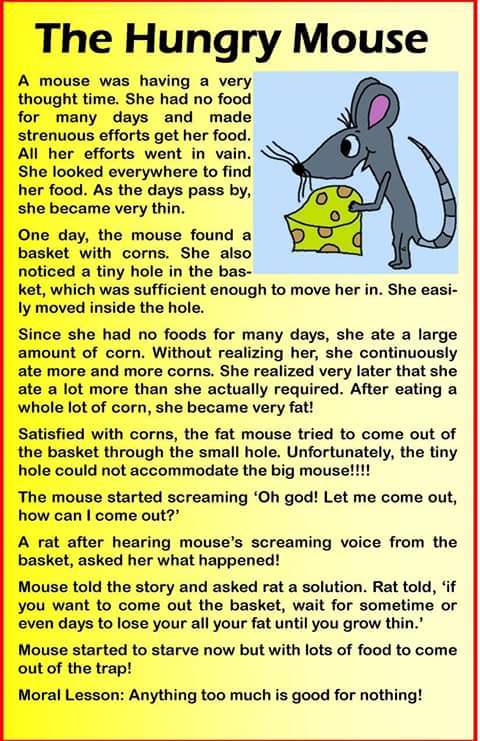 The Hungry Mouse
A mouse was having a very
thought time. She had no food
for many days and made
strenuous efforts get her food.
All her efforts went in vain.
She looked everywhere to find
her food. As the days pass by,
she became very thin.
One day, the mouse found a
basket with corns. She also
noticed a tiny hole in the bas-
ket, which was sufficient enough to move her in. She easi-
ly moved inside the hole.
Since she had no foods for many days, she ate a large
amount of corn. Without realizing her, she continuously
ate more and more corns. She realized very later that she
ate a lot more than she actually required. After eating a
whole lot of corn, she became very fat!
Satisfied with corns, the fat mouse tried to come out of
the basket through the small hole. Unfortunately, the tiny
hole could not accommodate the big mouse!!!!
The mouse started screaming ‘Oh god! Let me come out,
how can I come out?’
A rat after hearing mouse’s screaming voice from the
basket, asked her what happened!
Mouse told the story and asked rat a solution. Rat told, ‘if
you want to come out the basket, wait for sometime or
even days to lose your all your fat until you grow thin.’
Mouse started to starve now but with lots of food to come
out of the trap!
Moral Lesson: Anything too much is good for nothing!